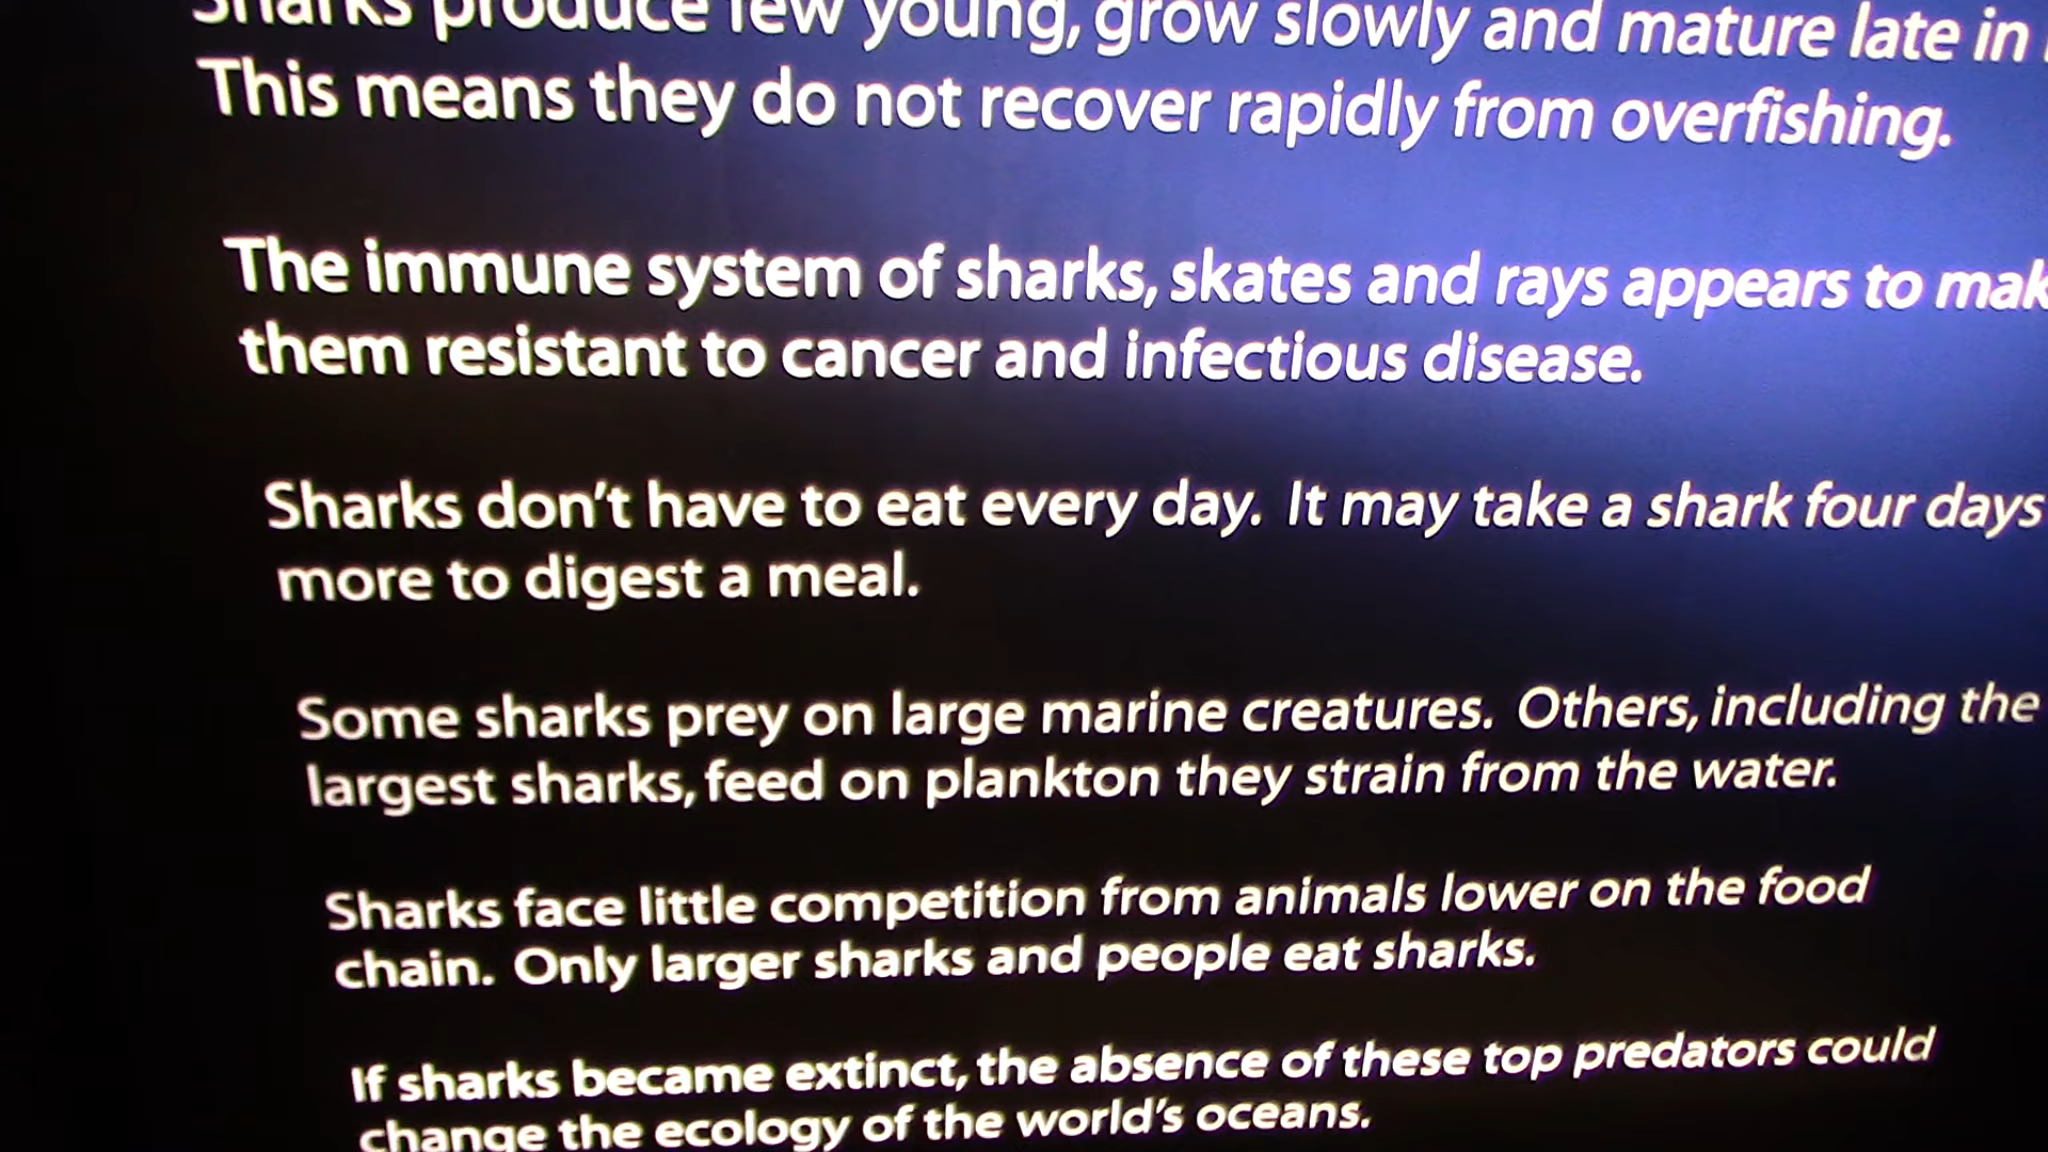 Sharks produce few young, grow slowly and mature late in
This means they do not recover rapidly from overfishing.
The immune system of sharks, skates and rays appears to mak
them resistant to cancer and infectious disease.
Sharks don't have to eat every day. It may take a shark four days
more to digest a meal.
Some sharks prey on large marine creatures. Others, including the
largest sharks, feed on plankton they strain from the water.
Sharks face little competition from animals lower on the food
chain. Only larger sharks and people eat sharks.
If sharks became extinct, the absence of these top predators could
change the ecology of the world's oceans.